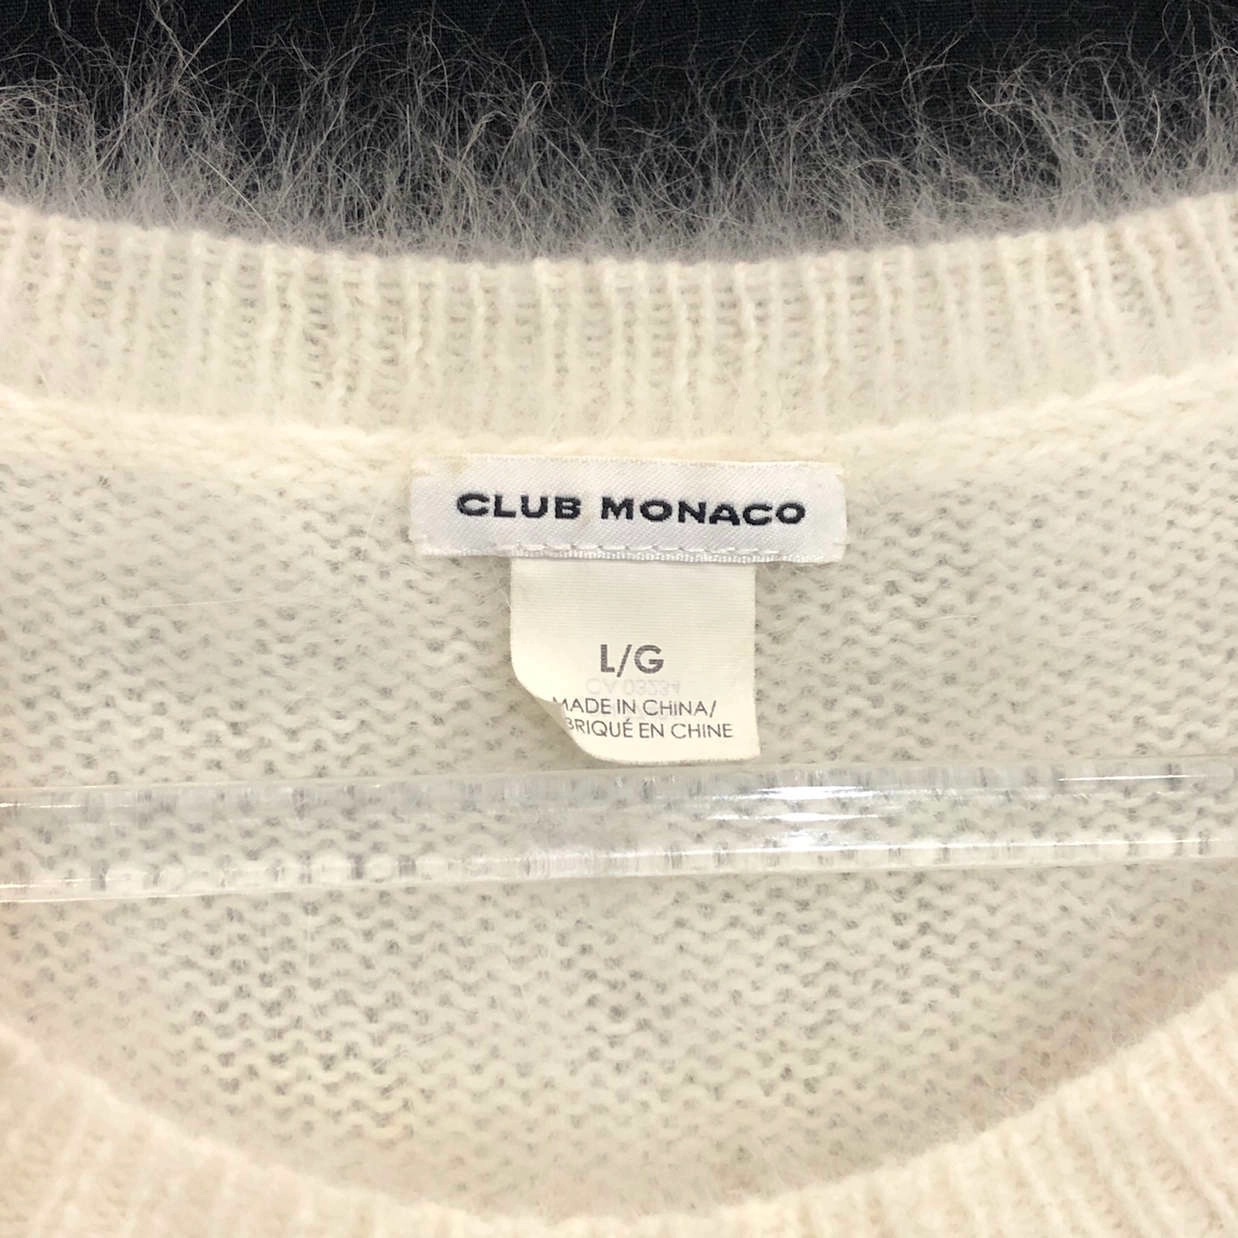 CLUB MONACO
L/G
MADE IN CHINA/
BRIQUÉ EN CHINE